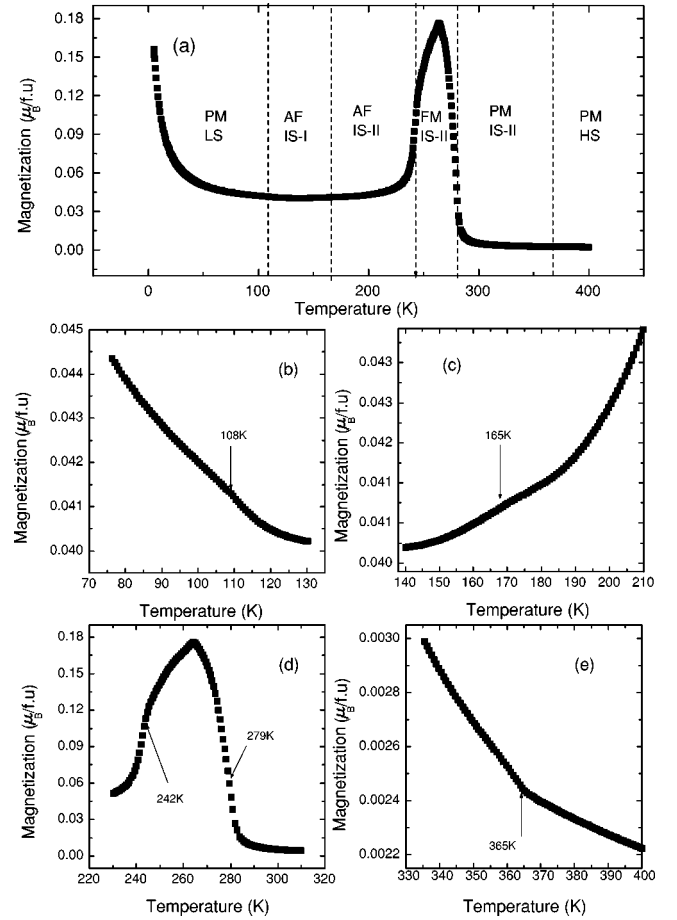 (a)
Magnetization (μB/f.u)
0.18
0.15
0.12
0.09
0.06
0.03
0.00
PM LS
AF IS-I
AF IS-II
FM IS-II
PM IS-II
PM HS
0 100 200 300 400
Temperature (K)
(b)
Magnetization (μB/f.u)
0.045
0.044
0.043
0.042
0.041
0.040
108K
70 80 90 100 110 120 130
Temperature (K)
(c)
Magnetization (μB/f.u)
0.043
0.043
0.042
0.041
0.041
0.040
165K
140 150 160 170 180 190 200 210
Temperature (K)
(d)
Magnetization (μB/f.u)
0.18
0.15
0.12
0.09
0.06
0.03
0.00
242K
279K
220 240 260 280 300 320
Temperature (K)
(e)
Magnetization (μB/f.u)
0.0030
0.0028
0.0026
0.0024
0.0022
365K
330 340 350 360 370 380 390 400
Temperature (K)